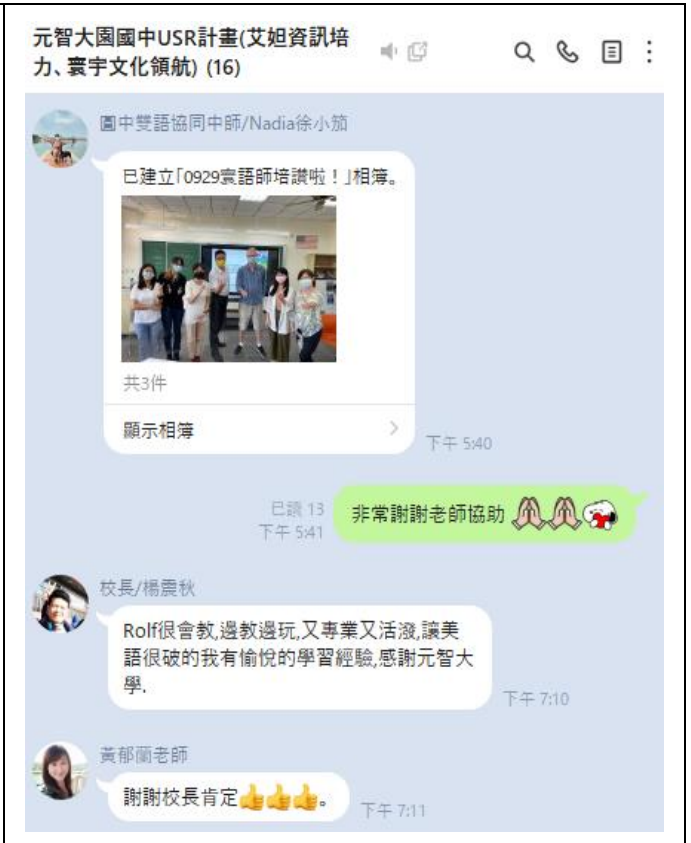 元智大園國中USR計畫(艾妲資訊培
力、寰宇文化領航) (16)
圖中雙語協同中師/Nadia徐小笳
已建立「0929寰語師培讚啦！」相簿。
共3件
顯示相簿
下午 5:40
已讀 13
下午 5:41
非常謝謝老師協助
校長/楊震秋
Rolf很會教,邊教邊玩,又專業又活潑,讓美
語很破的我有愉悅的學習經驗,感謝元智大
學.
下午 7:10
黃郁蘭老師
謝謝校長肯定👍👍👍。
下午 7:11